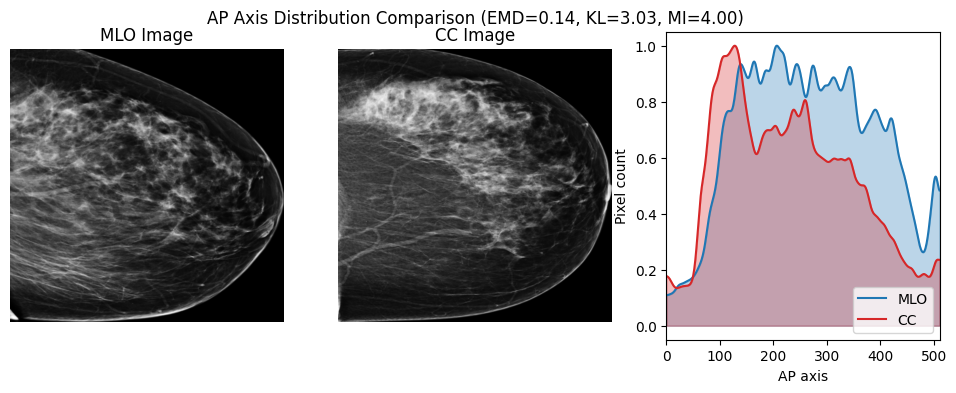 AP Axis Distribution Comparison (EMD=0.14, KL=3.03, MI=4.00)
MLO Image
CC Image
1.0
0.8
0.6
0.4
0.2
0.0
Pixel count
0 100 200 300 400 500
AP axis
MLO
CC